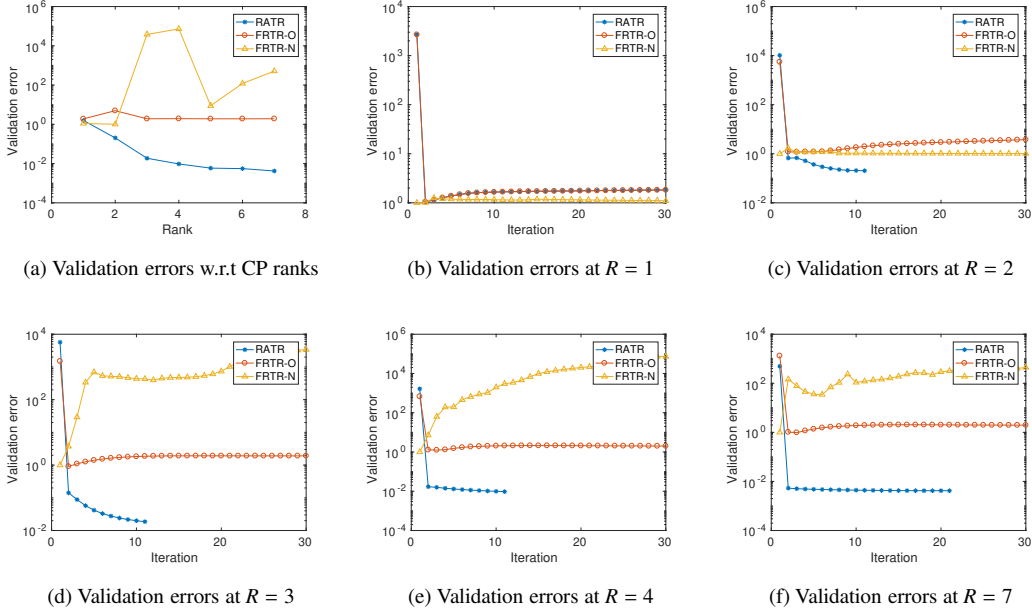 10^6
10^4
10^2
10^0
10^-2
10^-4
Validation error
0 2 4 6 8
Rank
RATR
FRTR-O
FRTR-N
(a) Validation errors w.r.t CP ranks
10^4
10^3
10^2
10^1
10^0
Validation error
0 10 20 30
Iteration
RATR
FRTR-O
FRTR-N
(b) Validation errors at R = 1
10^6
10^4
10^2
10^0
10^-2
Validation error
0 10 20 30
Iteration
RATR
FRTR-O
FRTR-N
(c) Validation errors at R = 2
10^4
10^2
10^0
10^-2
Validation error
0 10 20 30
Iteration
RATR
FRTR-O
FRTR-N
(d) Validation errors at R = 3
10^6
10^4
10^2
10^0
10^-2
10^-4
Validation error
0 10 20 30
Iteration
RATR
FRTR-O
FRTR-N
(e) Validation errors at R = 4
10^4
10^2
10^0
10^-2
10^-4
Validation error
0 10 20 30
Iteration
RATR
FRTR-O
FRTR-N
(f) Validation errors at R = 7